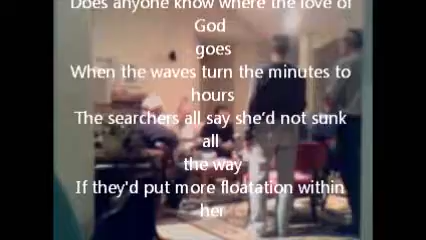 Does anyone know where the love of
God
goes
When the waves turn the minutes to
hours
The searchers all say she'd not sunk
all
the way
If they'd put more floatation within
her